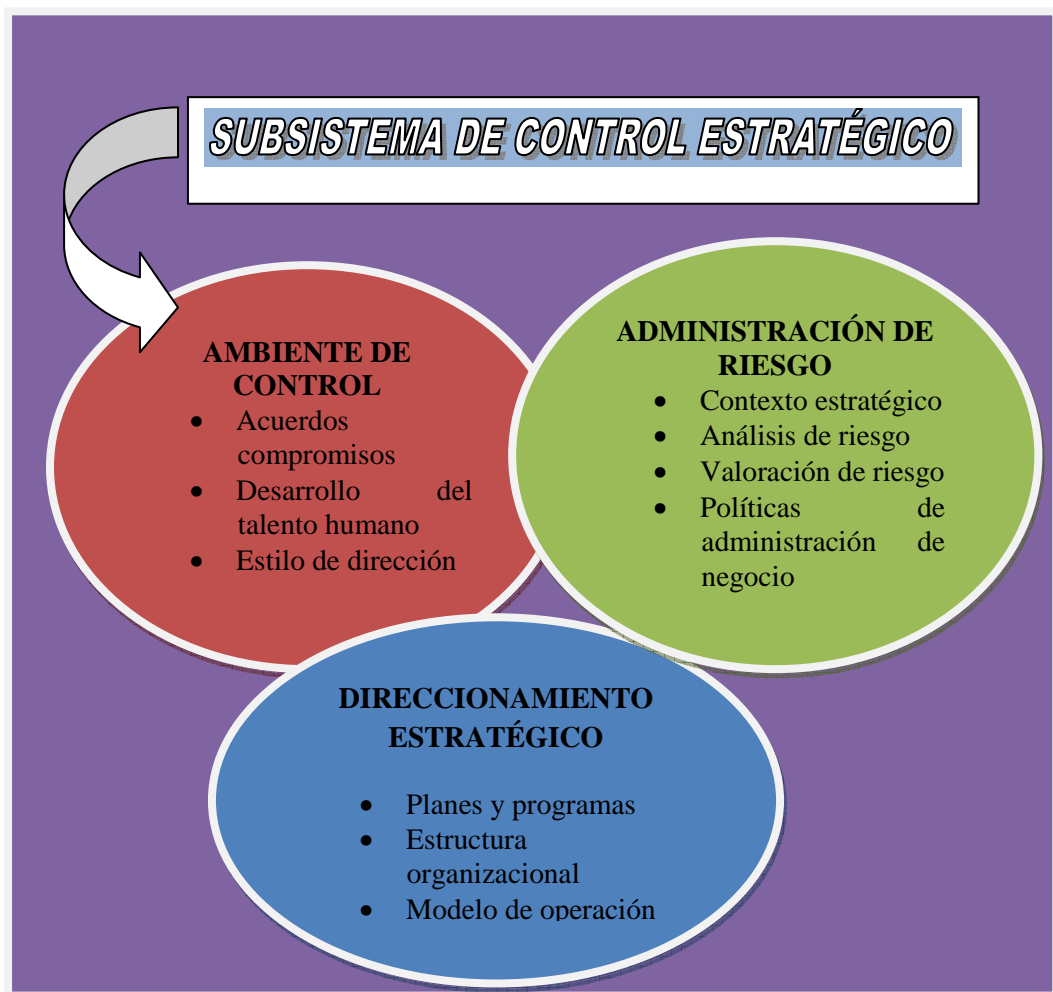 SUBSISTEMA DE CONTROL ESTRATÉGICO
AMBIENTE DE
CONTROL
• Acuerdos
compromisos
• Desarrollo del
talento humano
• Estilo de dirección
ADMINISTRACIÓN DE
RIESGO
• Contexto estratégico
• Análisis de riesgo
• Valoración de riesgo
• Políticas de
administración de
negocio
DIRECCIONAMIENTO
ESTRATÉGICO
• Planes y programas
• Estructura
organizacional
• Modelo de operación